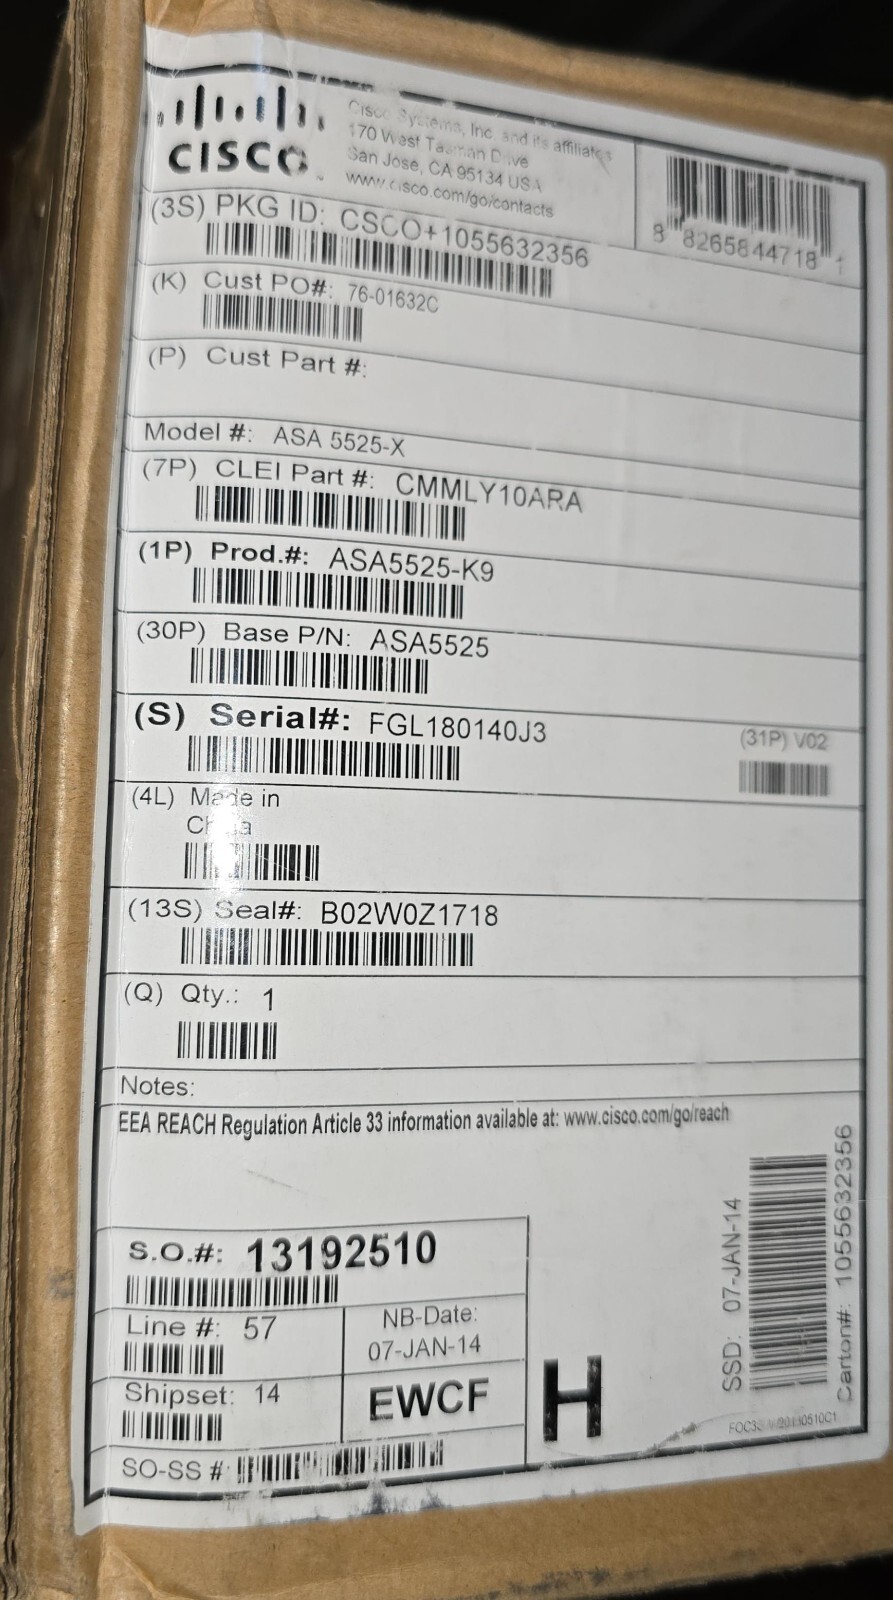 CISCO
Cisco Systems, Inc. and its affiliates
170 West Tasman Drive
San Jose, CA 95134 USA
www.cisco.com/go/contacts
8 82658 44718 1
(3S) PKG ID: CSCO+1055632356
(K) Cust PO#: 76-01632C
(P) Cust Part #:
Model #: ASA 5525-X
(7P) CLEI Part #: CMMLY10ARA
(1P) Prod.#: ASA5525-K9
(30P) Base P/N: ASA5525
(S) Serial#: FGL180140J3
(31P) V02
(4L) Made in
China
(13S) Seal#: B02W0Z1718
(Q) Qty.: 1
Notes:
EEA REACH Regulation Article 33 information available at: www.cisco.com/go/reach
S.O.#: 13192510
Line #: 57
NB-Date:
07-JAN-14
Shipset: 14
EWCF
SO-SS #:
H
SSD: 07-JAN-14
Carton#: 1055632356